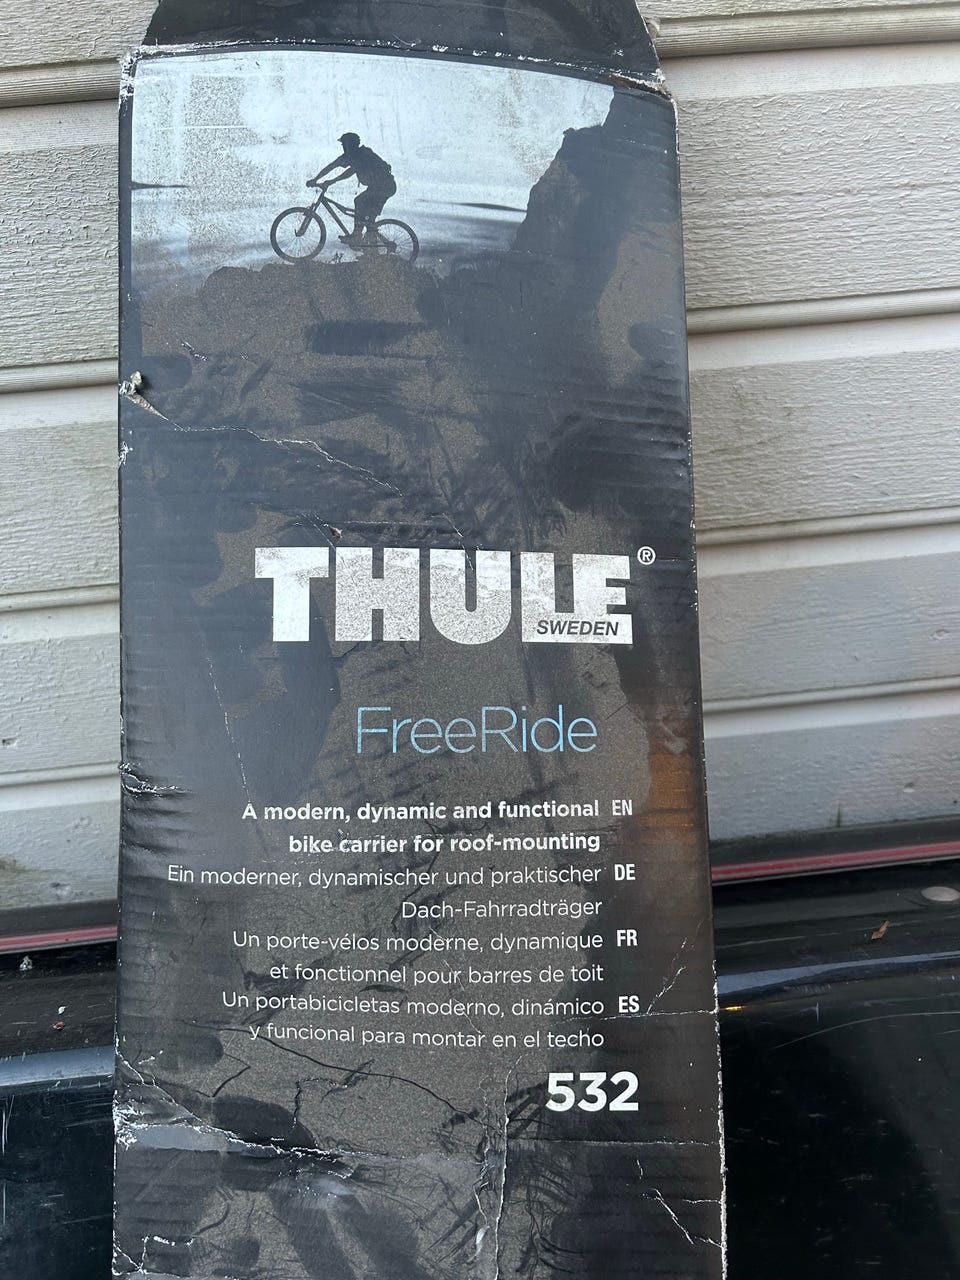 THULE®
SWEDEN
FreeRide
A modern, dynamic and functional EN
bike carrier for roof-mounting
Ein moderner, dynamischer und praktischer DE
Dach-Fahrradträger
Un porte-vélos moderne, dynamique FR
et fonctionnel pour barres de toit
Un portabicicletas moderno, dinámico ES
y funcional para montar en el techo
532